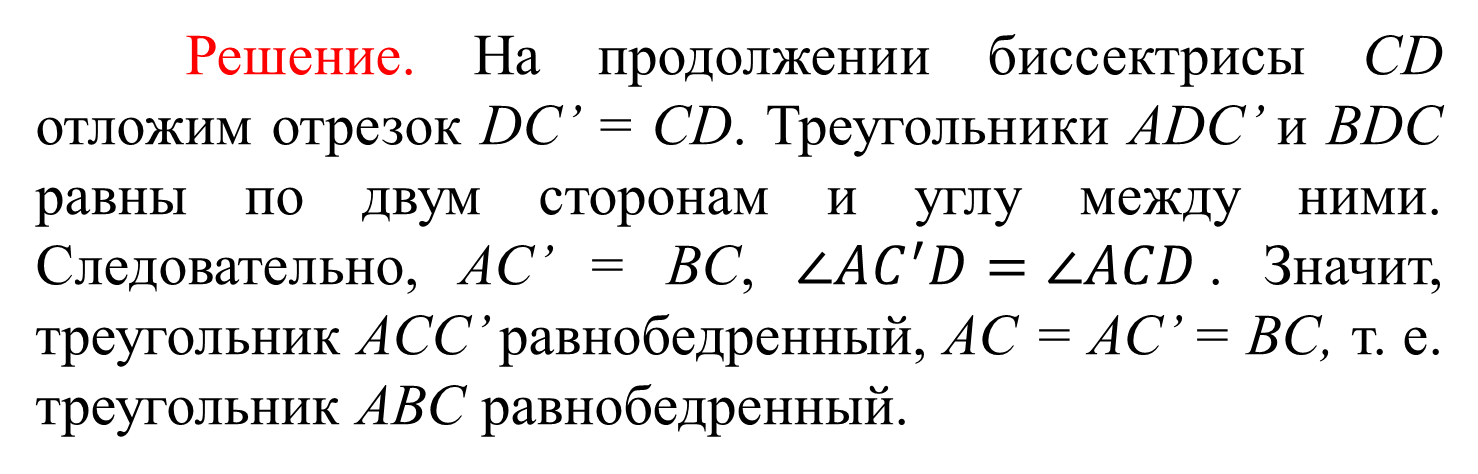 Решение. На продолжении биссектрисы CD
отложим отрезок DC’ = CD. Треугольники ADC’ и BDC
равны по двум сторонам и углу между ними.
Следовательно, AC’ = BC, ∠AC′D = ∠ACD . Значит,
треугольник ACC’ равнобедренный, AC = AC’ = BC, т. е.
треугольник ABC равнобедренный.